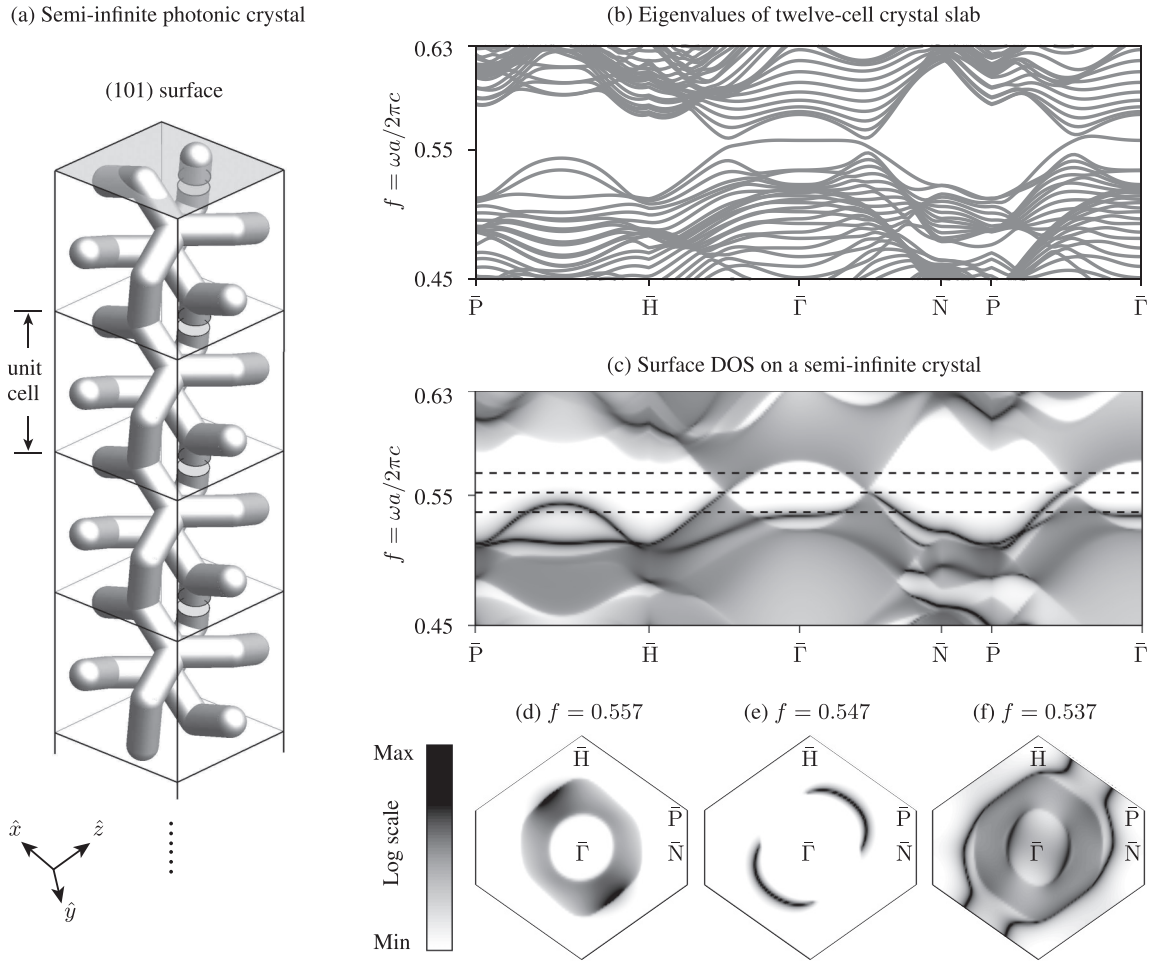 (a) Semi-infinite photonic crystal
(101) surface
unit
cell
x̂
ẑ
ŷ
(b) Eigenvalues of twelve-cell crystal slab
0.63
0.55
0.45
f = ωa/2πc
P̄ H̄ Γ̄ N̄ P̄ Γ̄
(c) Surface DOS on a semi-infinite crystal
0.63
0.55
0.45
f = ωa/2πc
P̄ H̄ Γ̄ N̄ P̄ Γ̄
Max
Log scale
Min
(d) f = 0.557
H̄
P̄
Γ̄ N̄
(e) f = 0.547
H̄
P̄
Γ̄ N̄
(f) f = 0.537
H̄
P̄
Γ̄ N̄